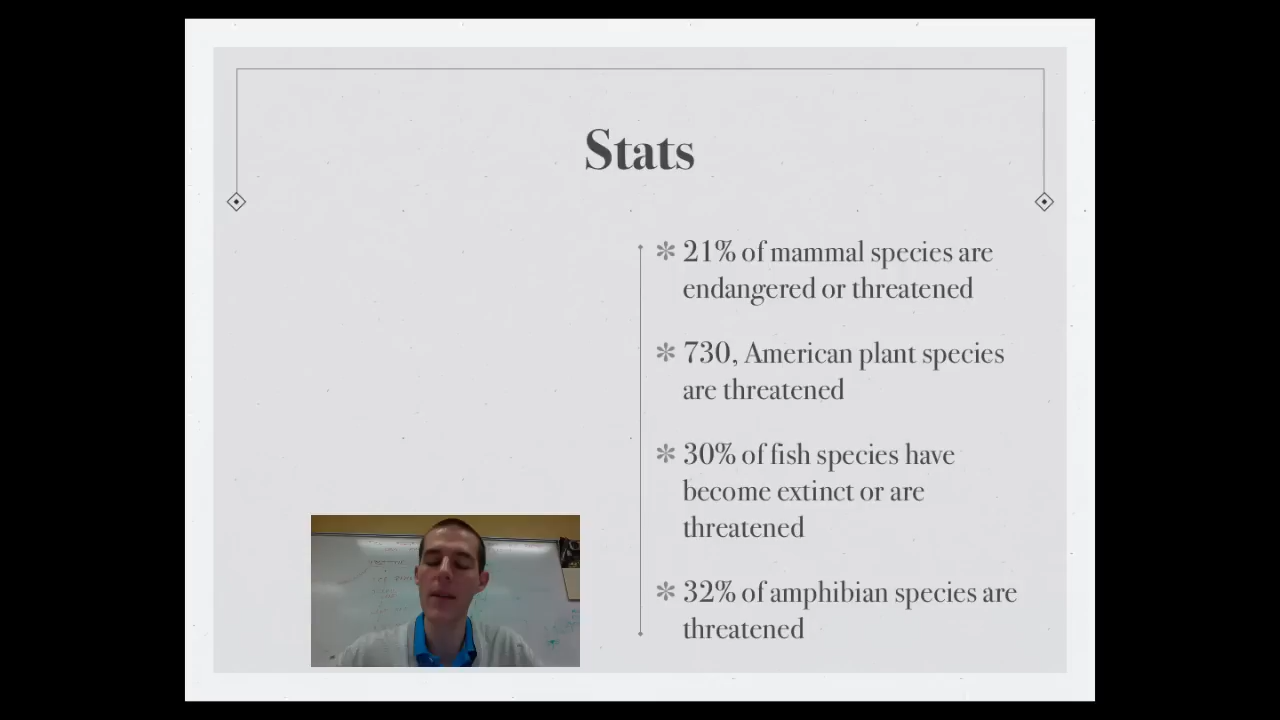 Stats
✻ 21% of mammal species are
endangered or threatened
✻ 730, American plant species
are threatened
✻ 30% of fish species have
become extinct or are
threatened
✻ 32% of amphibian species are
threatened